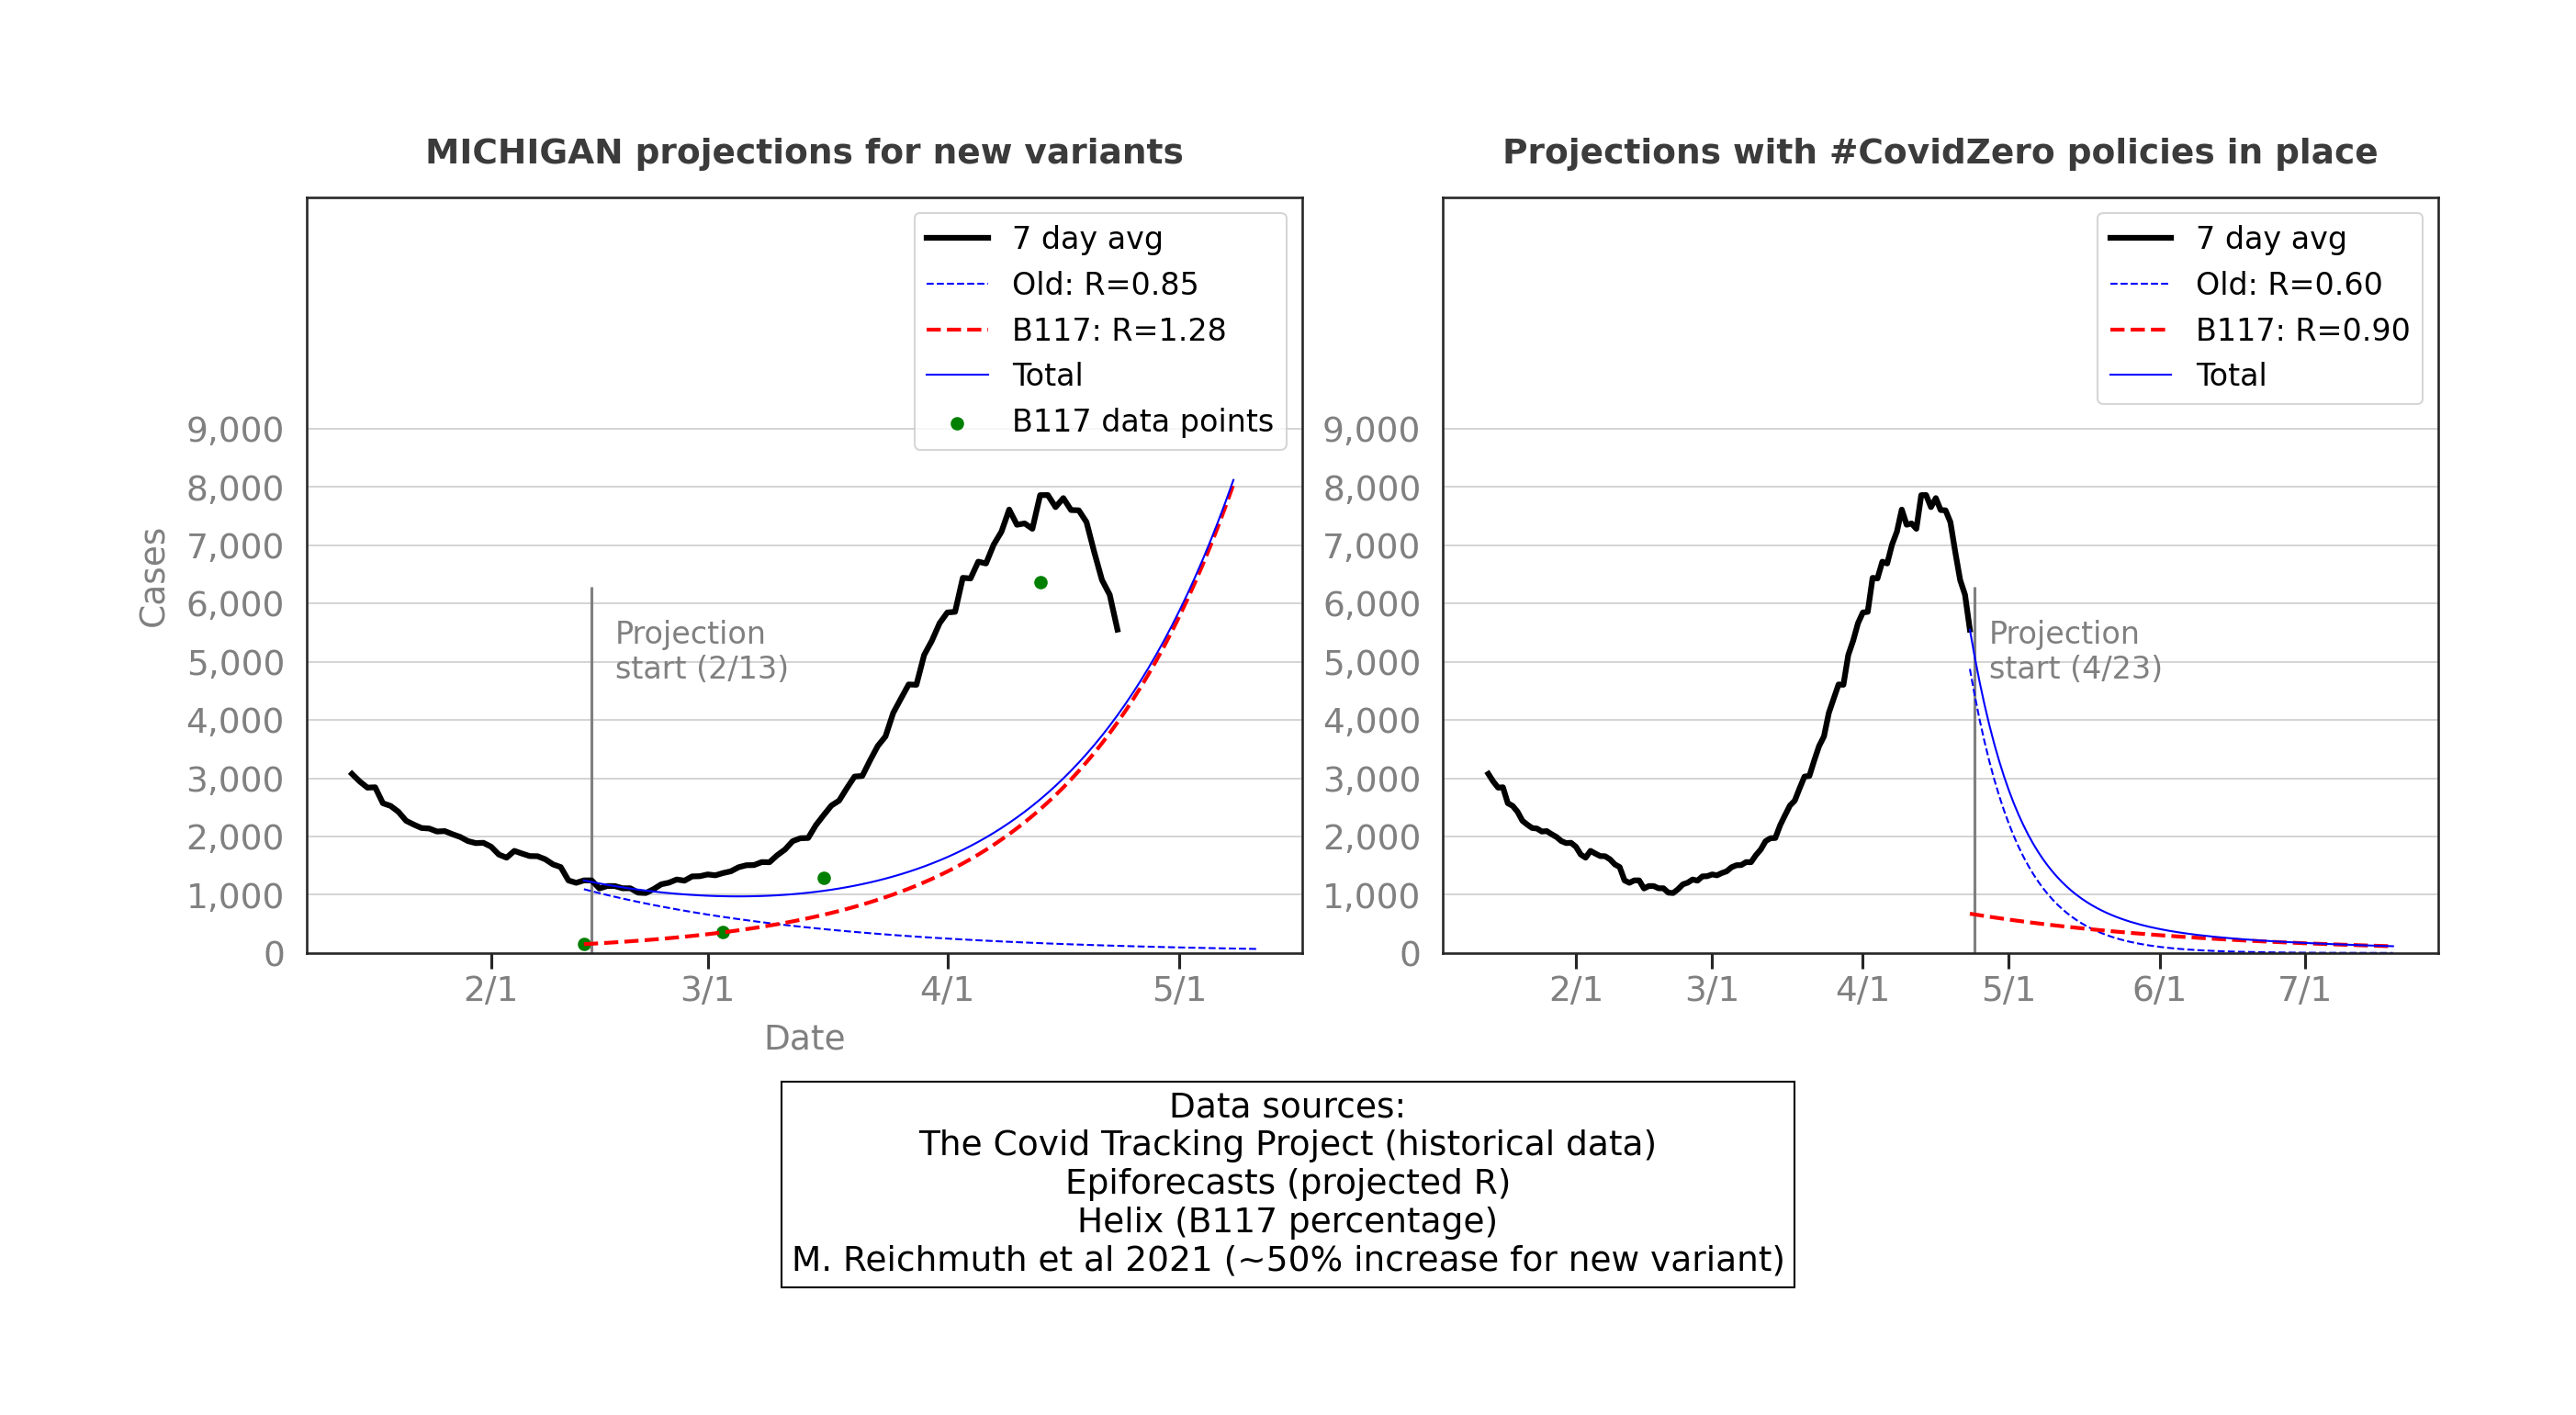 MICHIGAN projections for new variants
7 day avg
Old: R=0.85
B117: R=1.28
Total
B117 data points
9,000
8,000
7,000
6,000
5,000
4,000
3,000
2,000
1,000
0
Cases
Projection
start (2/13)
2/1
3/1
4/1
5/1
Date
Projections with #CovidZero policies in place
7 day avg
Old: R=0.60
B117: R=0.90
Total
9,000
8,000
7,000
6,000
5,000
4,000
3,000
2,000
1,000
0
Projection
start (4/23)
2/1
3/1
4/1
5/1
6/1
7/1
Data sources:
The Covid Tracking Project (historical data)
Epiforecasts (projected R)
Helix (B117 percentage)
M. Reichmuth et al 2021 (~50% increase for new variant)